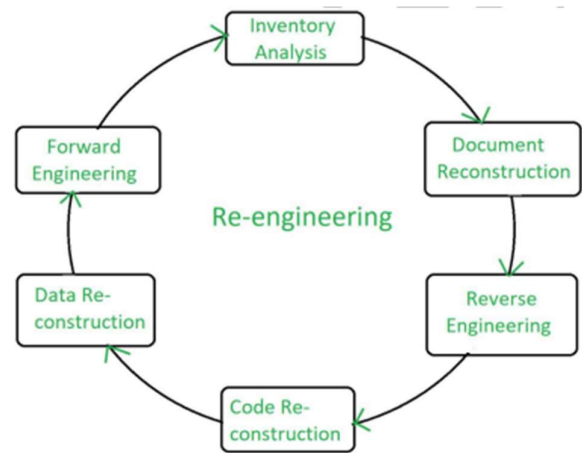 Inventory
Analysis
Document
Reconstruction
Reverse
Engineering
Code Re-
construction
Data Re-
construction
Forward
Engineering
Re-engineering